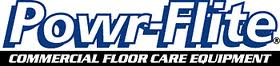 Powr-Flite®
COMMERCIAL FLOOR CARE EQUIPMENT